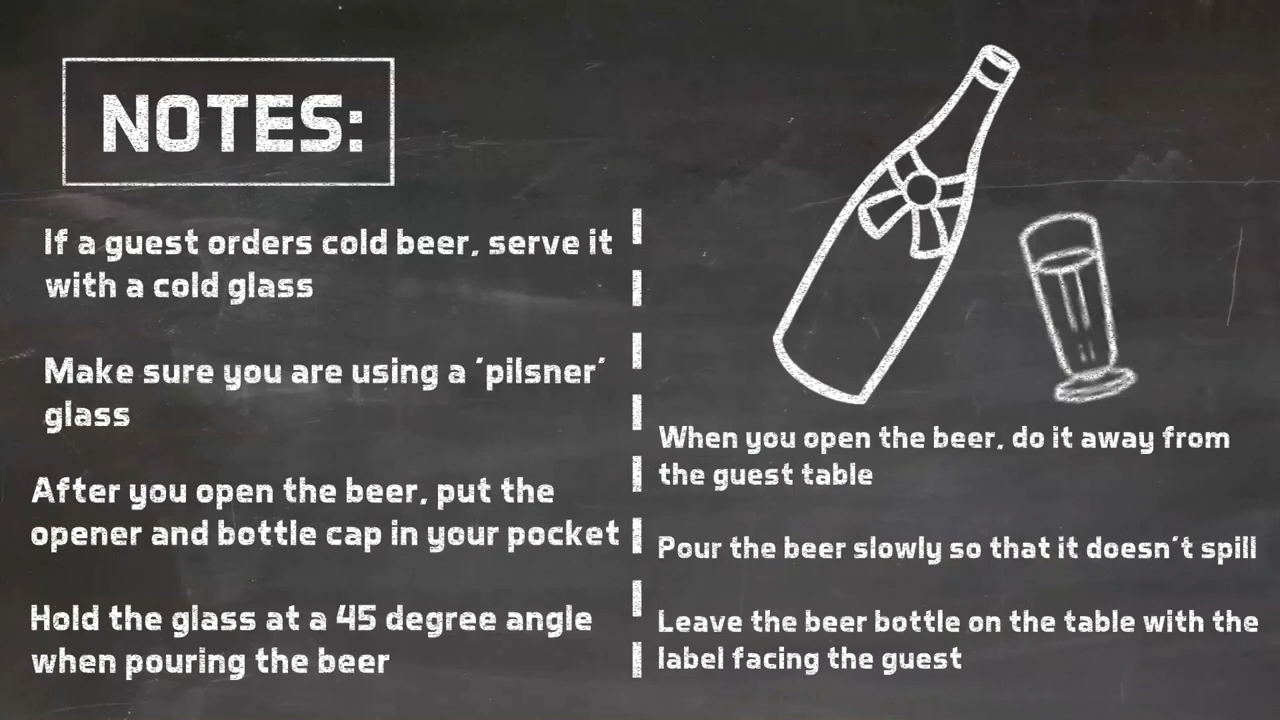 NOTES:
If a guest orders cold beer, serve it
with a cold glass
Make sure you are using a 'pilsner'
glass
After you open the beer, put the
opener and bottle cap in your pocket
Hold the glass at a 45 degree angle
when pouring the beer
When you open the beer, do it away from
the guest table
Pour the beer slowly so that it doesn't spill
Leave the beer bottle on the table with the
label facing the guest